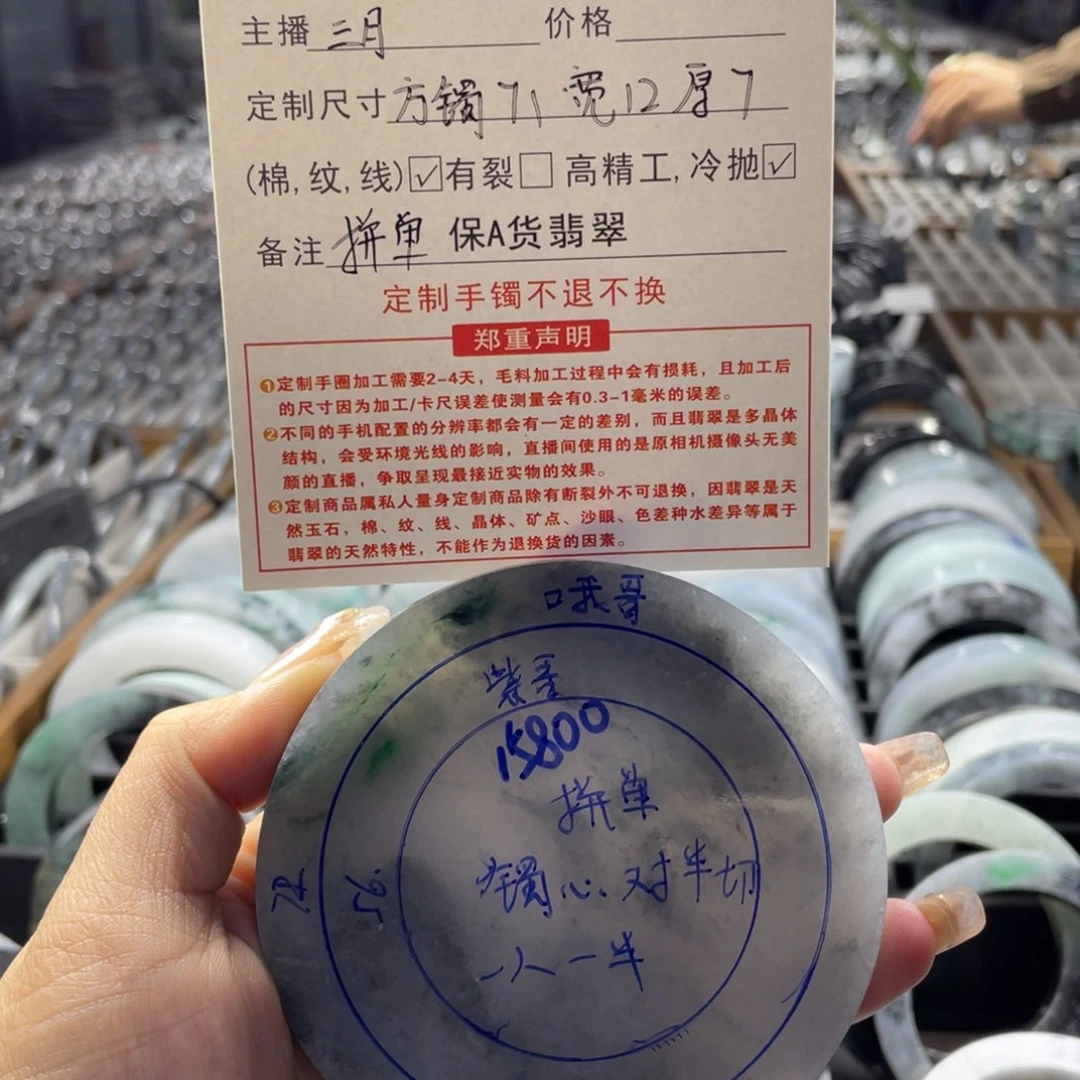 主播 三月 价格
定制尺寸 方镯 71 宽12 厚7
(棉,纹,线)☑有裂☐ 高精工,冷抛☑
备注 拼单 保A货翡翠
定制手镯不退不换
郑重声明
①定制手圈加工需要2-4天，毛料加工过程中会有损耗，且加工后
的尺寸因为加工/卡尺误差使测量会有0.3-1毫米的误差。
②不同的手机配置的分辨率都会有一定的差别，而且翡翠是多晶体
结构，会受环境光线的影响，直播间使用的是原相机摄像头无美
颜的直播，争取呈现最接近实物的效果。
③定制商品属私人量身定制商品除有断裂外不可退换，因翡翠是天
然玉石，棉、纹、线、晶体、矿点、沙眼、色差种水差异等属于
翡翠的天然特性，不能作为退换货的因素。
哦哥
15800
拼单
镯心对半切
一人一半
56